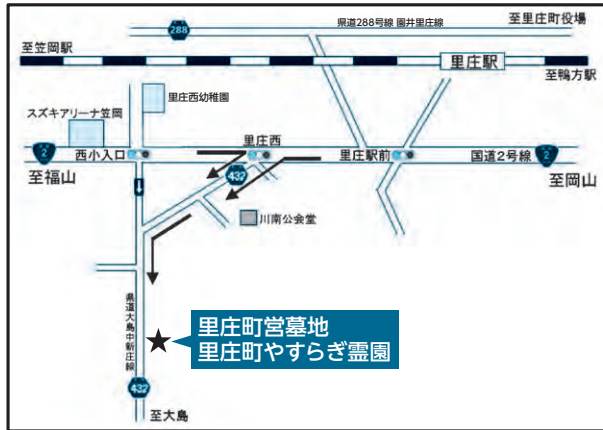 県道288号線 園井里庄線
至里庄町役場
288
至笠岡駅
里庄駅
至鴨方駅
里庄西幼稚園
スズキアリーナ笠岡
里庄西
2
西小入口
里庄駅前
国道2号線
2
至福山
432
至岡山
川南公会堂
県道大島中新庄線
里庄町営墓地
里庄町やすらぎ霊園
432
至大島